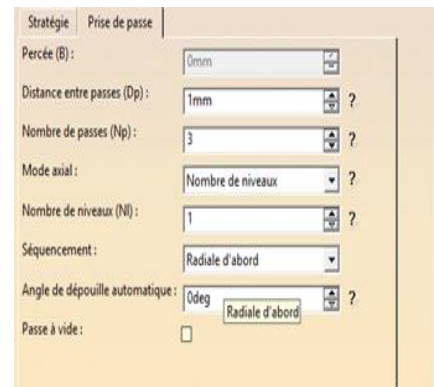 Stratégie Prise de passe
Percée (B) : 0mm
Distance entre passes (Dp) : 1mm ?
Nombre de passes (Np) : 3 ?
Mode axial : Nombre de niveaux ?
Nombre de niveaux (Nl) : 1 ?
Séquencement : Radiale d'abord
Angle de dépouille automatique : 0deg ?
Radiale d'abord
Passe à vide :